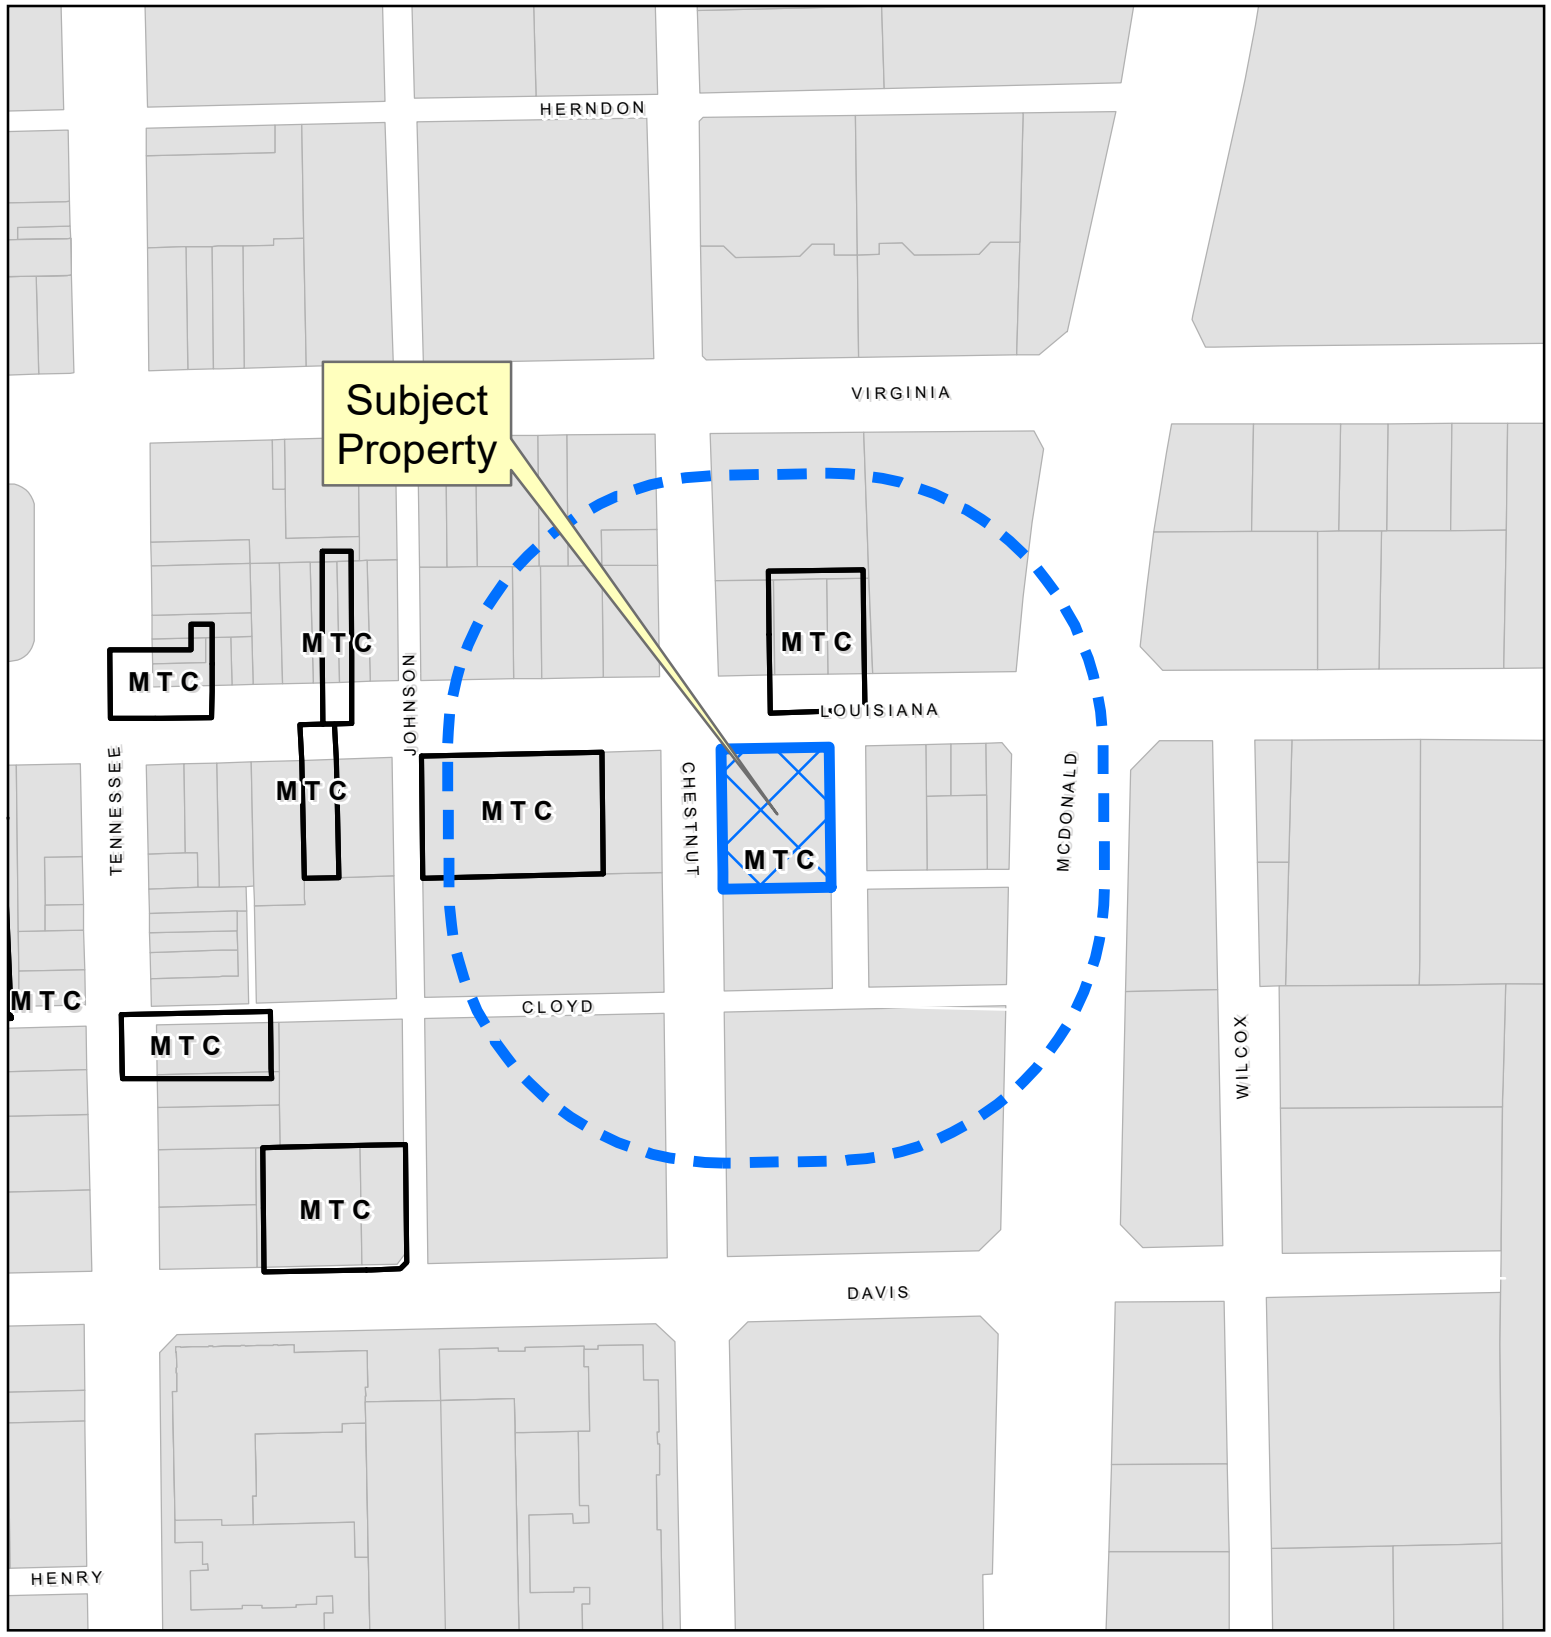 HERNDON
VIRGINIA
Subject
Property
MTC
MTC
MTC
JOHNSON
LOUISIANA
TENNESSEE
MTC
MTC
CHESTNUT
MTC
MCDONALD
MTC
CLOYD
MTC
WILCOX
MTC
DAVIS
HENRY